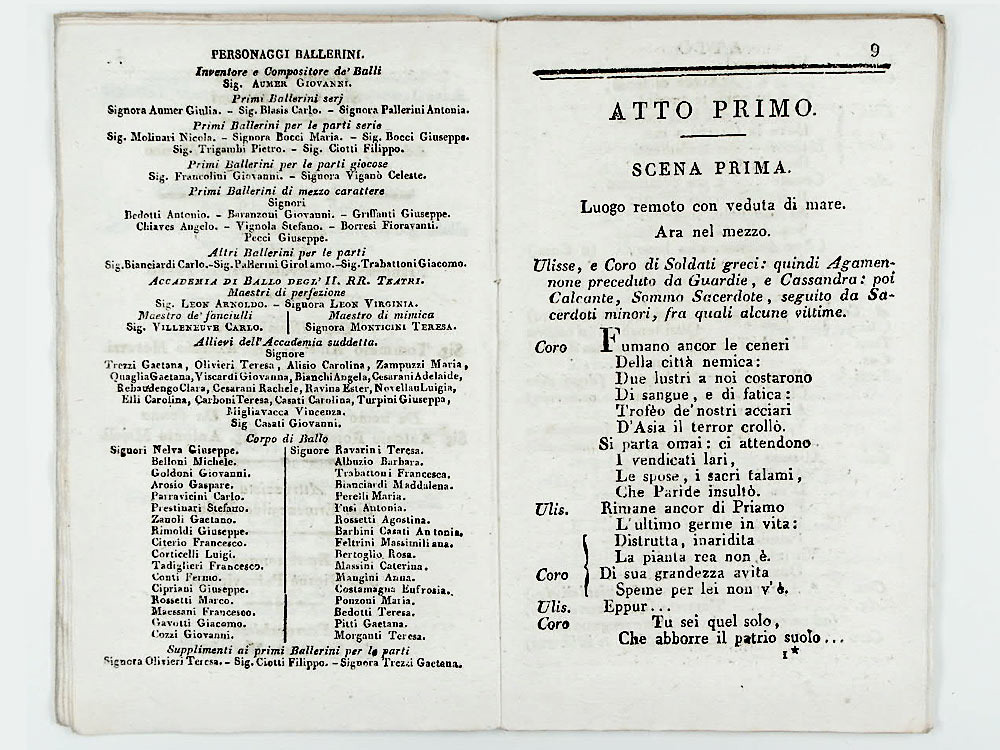 PERSONAGGI BALLERINI.
Inventore e Compositore de' Balli
Sig. AUMER GIOVANNI.
Primi Ballerini serj
Signora Aumer Giulia. – Sig. Blasis Carlo. – Signora Pallerini Antonia.
Primi Ballerini per le parti serie
Sig. Molinari Nicola. – Signora Bocci Maria. – Sig. Bocci Giuseppe.
Sig. Trigambi Pietro. – Sig. Ciotti Filippo.
Primi Ballerini per le parti giocose
Sig. Francolini Giovanni. – Signora Viganò Celeste.
Primi Ballerini di mezzo carattere
Signori
Bedotti Antonio. – Baranzoni Giovanni. – Griffanti Giuseppe.
Chiaves Angelo. – Vignola Stefano. – Borresi Fioravanti.
Pecci Giuseppe.
Altri Ballerini per le parti
Sig. Bianciardi Carlo.–Sig. Pallerini Girolamo.–Sig. Trabattoni Giacomo.
ACCADEMIA DI BALLO DEGL' II. RR. TEATRI.
Maestri di perfezione
Sig. LEON ARNOLDO. – Signora LEON VIRGINIA.
Maestro de' fanciulli Maestro di mimica
Sig. VILLENEUVE CARLO. Signora MONTICINI TERESA.
Allievi dell'Accademia suddetta.
Signore
Trezzi Gaetana, Olivieri Teresa, Alisio Carolina, Zampuzzi Maria,
Quaglia Gaetana, Viscardi Giovanna, Bianchi Angela, Cesarani Adelaide,
Rebaudengo Clara, Cesarani Rachele, Ravina Ester, Novellau Luigia,
Elli Carolina, Carboni Teresa, Casati Carolina, Turpini Giuseppa,
Migliavacca Vincenza.
Sig Casati Giovanni.
Corpo di Ballo
Signori Nelva Giuseppe. Signore Ravarini Teresa.
Belloni Michele. Albuzio Barbara.
Goldoni Giovanni. Trabattoni Francesca.
Arosio Gaspare. Bianciardi Maddalena.
Parravicini Carlo. Perelli Maria.
Prestinari Stefano. Fusi Antonia.
Zanoli Gaetano. Rossetti Agostina.
Rimoldi Giuseppe. Barbini Casati Antonia.
Citerio Francesco. Feltrini Massimiliana.
Corticelli Luigi. Bertoglio Rosa.
Tadiglieri Francesco. Massini Caterina.
Conti Fermo. Mangini Anna.
Cipriani Giuseppe. Costamagna Eufrosia.
Rossetti Marco. Ponzoni Maria.
Maessani Francesco. Bedotti Teresa.
Gavotti Giacomo. Pitti Gaetana.
Cozzi Giovanni. Morganti Teresa.
Supplimenti ai primi Ballerini per le parti
Signora Olivieri Teresa. – Sig. Ciotti Filippo. – Signora Trezzi Gaetana.
9
ATTO PRIMO.
SCENA PRIMA.
Luogo remoto con veduta di mare.
Ara nel mezzo.
Ulisse, e Coro di Soldati greci: quindi Agamen-
none preceduto da Guardie, e Cassandra: poi
Calcante, Sommo Sacerdote, seguito da Sa-
cerdoti minori, fra quali alcune vittime.
Coro Fumano ancor le ceneri
Della città nemica:
Due lustri a noi costarono
Di sangue, e di fatica:
Trofèo de'nostri acciari
D'Asia il terror crollò.
Si parta omai: ci attendono
I vendicati lari,
Le spose, i sacri talami,
Che Paride insultò.
Ulis. Rimane ancor di Priamo
L'ultimo germe in vita:
Distrutta, inaridita
La pianta rea non è.
Coro Di sua grandezza avita
Speme per lei non v'è.
Ulis. Eppur...
Coro Tu sei quel solo,
Che abborre il patrio suolo...
1*